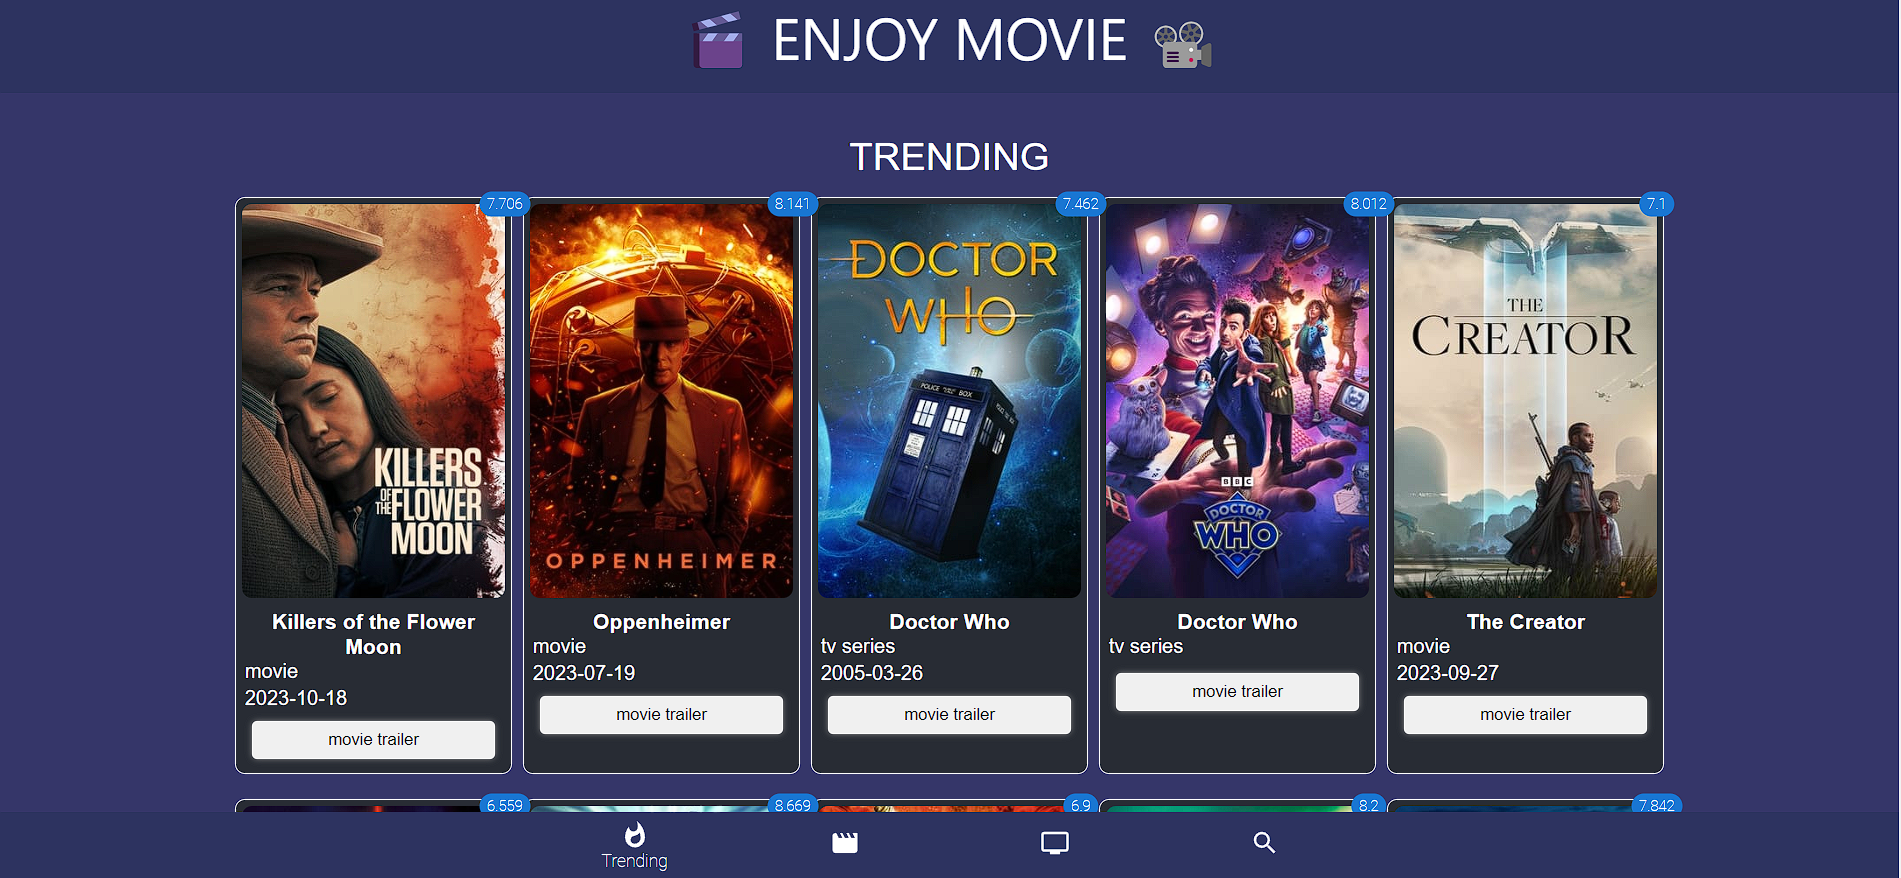 ENJOY MOVIE
TRENDING
7.706
8.141
7.462
8.012
7.1
KILLERS
OF THE FLOWER
MOON
OPPENHEIMER
DOCTOR
WHO
POLICE BOX
BBC
DOCTOR
WHO
THE
CREATOR
Killers of the Flower
Moon
movie
2023-10-18
movie trailer
Oppenheimer
movie
2023-07-19
movie trailer
Doctor Who
tv series
2005-03-26
movie trailer
Doctor Who
tv series
movie trailer
The Creator
movie
2023-09-27
movie trailer
6.559
8.669
6.9
8.2
7.842
Trending